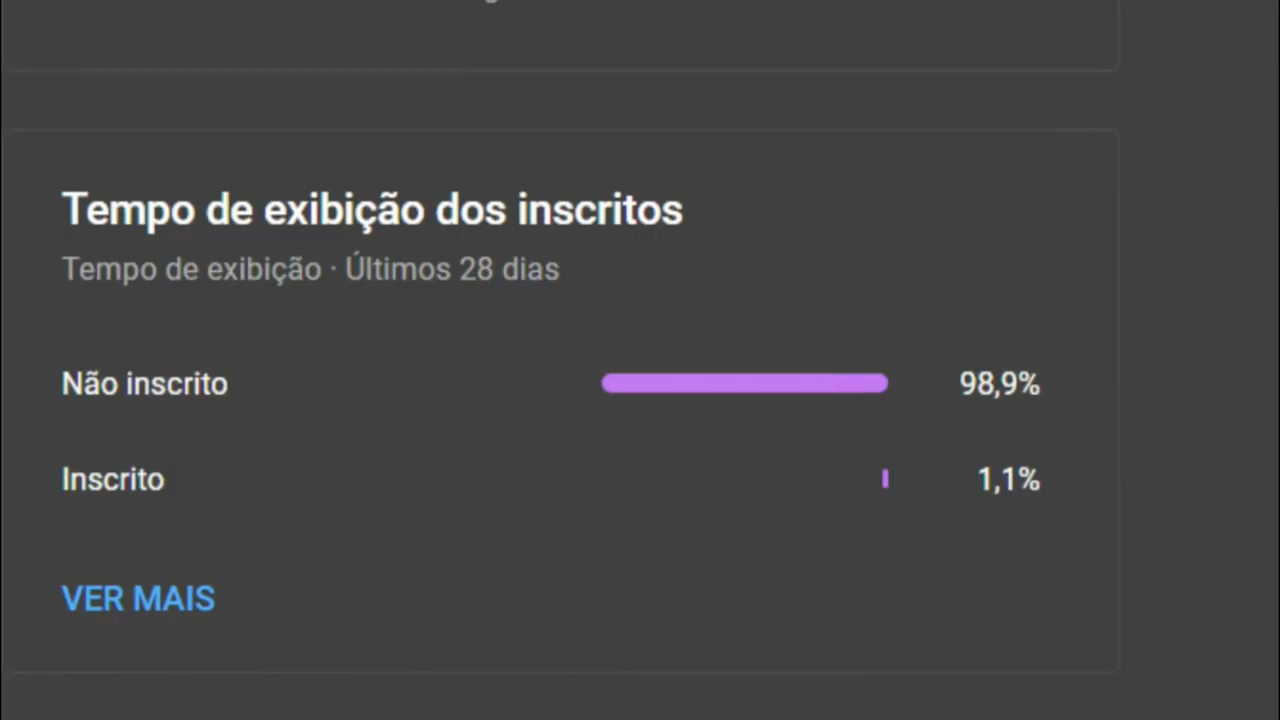 Tempo de exibição dos inscritos
Tempo de exibição · Últimos 28 dias
Não inscrito 98,9%
Inscrito 1,1%
VER MAIS